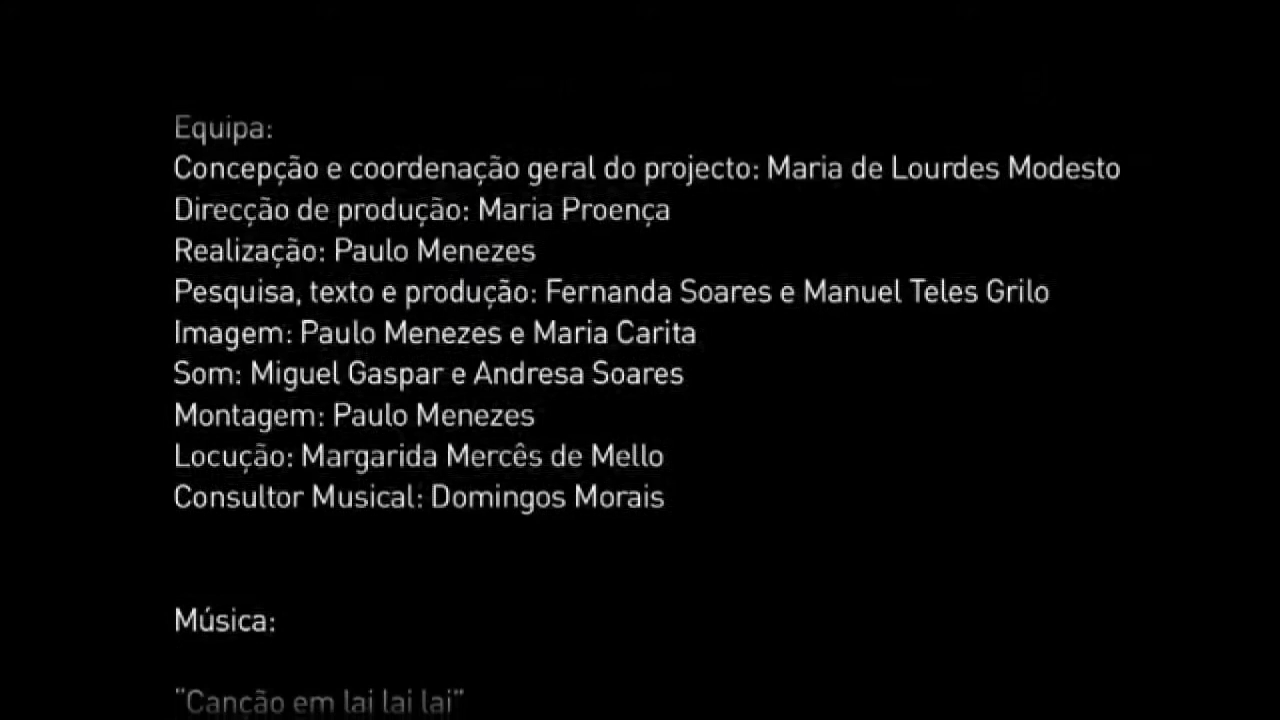 Equipa:
Concepção e coordenação geral do projecto: Maria de Lourdes Modesto
Direcção de produção: Maria Proença
Realização: Paulo Menezes
Pesquisa, texto e produção: Fernanda Soares e Manuel Teles Grilo
Imagem: Paulo Menezes e Maria Carita
Som: Miguel Gaspar e Andresa Soares
Montagem: Paulo Menezes
Locução: Margarida Mercês de Mello
Consultor Musical: Domingos Morais
Música:
"Canção em lai lai lai"